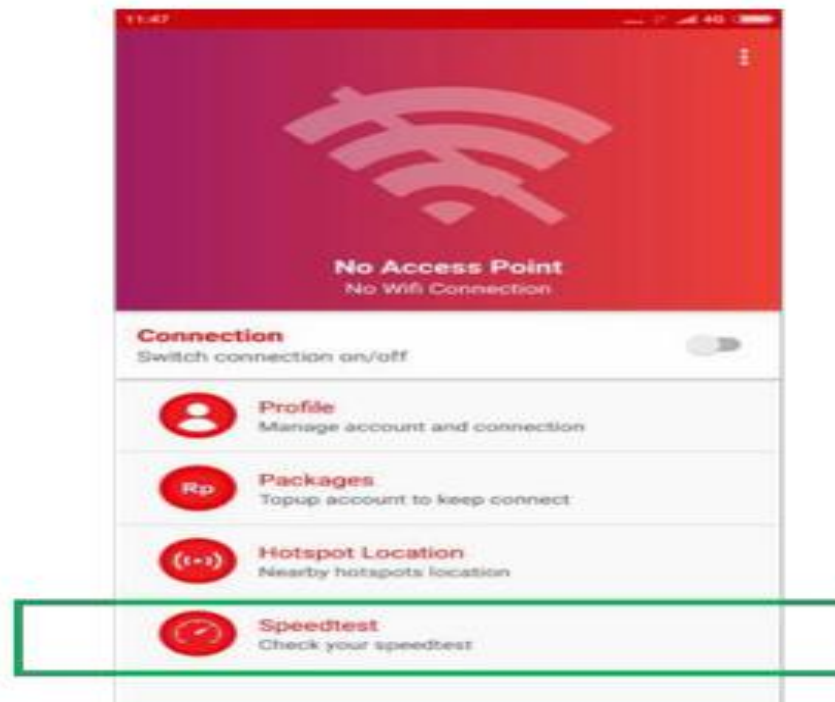 11:47
4G
No Access Point
No Wifi Connection
Connection
Switch connection on/off
Profile
Manage account and connection
Rp
Packages
Topup account to keep connect
Hotspot Location
Nearby hotspots location
Speedtest
Check your speedtest